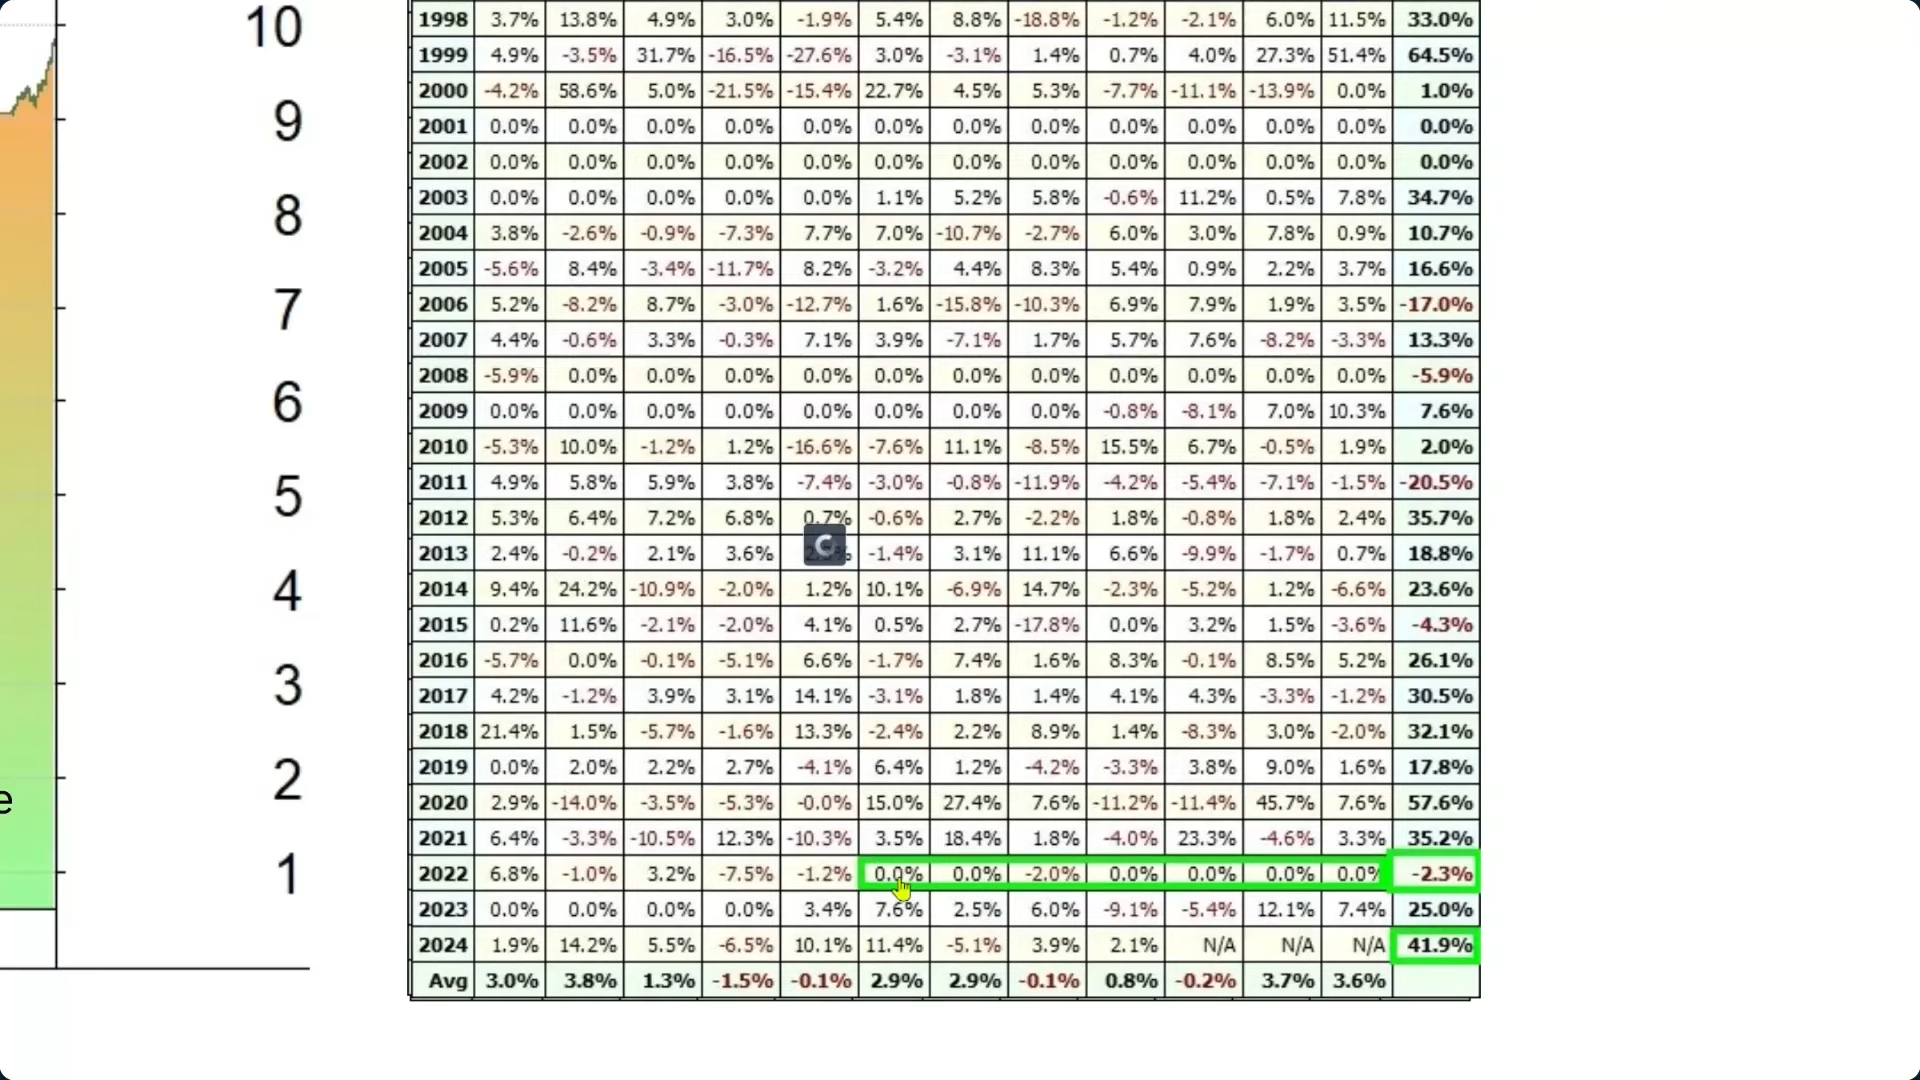 10
9
8
7
6
5
4
3
2
1
e
1998 3.7% 13.8% 4.9% 3.0% -1.9% 5.4% 8.8% -18.8% -1.2% -2.1% 6.0% 11.5% 33.0%
1999 4.9% -3.5% 31.7% -16.5% -27.6% 3.0% -3.1% 1.4% 0.7% 4.0% 27.3% 51.4% 64.5%
2000 -4.2% 58.6% 5.0% -21.5% -15.4% 22.7% 4.5% 5.3% -7.7% -11.1% -13.9% 0.0% 1.0%
2001 0.0% 0.0% 0.0% 0.0% 0.0% 0.0% 0.0% 0.0% 0.0% 0.0% 0.0% 0.0% 0.0%
2002 0.0% 0.0% 0.0% 0.0% 0.0% 0.0% 0.0% 0.0% 0.0% 0.0% 0.0% 0.0% 0.0%
2003 0.0% 0.0% 0.0% 0.0% 0.0% 1.1% 5.2% 5.8% -0.6% 11.2% 0.5% 7.8% 34.7%
2004 3.8% -2.6% -0.9% -7.3% 7.7% 7.0% -10.7% -2.7% 6.0% 3.0% 7.8% 0.9% 10.7%
2005 -5.6% 8.4% -3.4% -11.7% 8.2% -3.2% 4.4% 8.3% 5.4% 0.9% 2.2% 3.7% 16.6%
2006 5.2% -8.2% 8.7% -3.0% -12.7% 1.6% -15.8% -10.3% 6.9% 7.9% 1.9% 3.5% -17.0%
2007 4.4% -0.6% 3.3% -0.3% 7.1% 3.9% -7.1% 1.7% 5.7% 7.6% -8.2% -3.3% 13.3%
2008 -5.9% 0.0% 0.0% 0.0% 0.0% 0.0% 0.0% 0.0% 0.0% 0.0% 0.0% 0.0% -5.9%
2009 0.0% 0.0% 0.0% 0.0% 0.0% 0.0% 0.0% 0.0% -0.8% -8.1% 7.0% 10.3% 7.6%
2010 -5.3% 10.0% -1.2% 1.2% -16.6% -7.6% 11.1% -8.5% 15.5% 6.7% -0.5% 1.9% 2.0%
2011 4.9% 5.8% 5.9% 3.8% -7.4% -3.0% -0.8% -11.9% -4.2% -5.4% -7.1% -1.5% -20.5%
2012 5.3% 6.4% 7.2% 6.8% 0.7% -0.6% 2.7% -2.2% 1.8% -0.8% 1.8% 2.4% 35.7%
2013 2.4% -0.2% 2.1% 3.6% -1.4% 3.1% 11.1% 6.6% -9.9% -1.7% 0.7% 18.8%
2014 9.4% 24.2% -10.9% -2.0% 1.2% 10.1% -6.9% 14.7% -2.3% -5.2% 1.2% -6.6% 23.6%
2015 0.2% 11.6% -2.1% -2.0% 4.1% 0.5% 2.7% -17.8% 0.0% 3.2% 1.5% -3.6% -4.3%
2016 -5.7% 0.0% -0.1% -5.1% 6.6% -1.7% 7.4% 1.6% 8.3% -0.1% 8.5% 5.2% 26.1%
2017 4.2% -1.2% 3.9% 3.1% 14.1% -3.1% 1.8% 1.4% 4.1% 4.3% -3.3% -1.2% 30.5%
2018 21.4% 1.5% -5.7% -1.6% 13.3% -2.4% 2.2% 8.9% 1.4% -8.3% 3.0% -2.0% 32.1%
2019 0.0% 2.0% 2.2% 2.7% -4.1% 6.4% 1.2% -4.2% -3.3% 3.8% 9.0% 1.6% 17.8%
2020 2.9% -14.0% -3.5% -5.3% -0.0% 15.0% 27.4% 7.6% -11.2% -11.4% 45.7% 7.6% 57.6%
2021 6.4% -3.3% -10.5% 12.3% -10.3% 3.5% 18.4% 1.8% -4.0% 23.3% -4.6% 3.3% 35.2%
2022 6.8% -1.0% 3.2% -7.5% -1.2% 0.0% 0.0% -2.0% 0.0% 0.0% 0.0% 0.0% -2.3%
2023 0.0% 0.0% 0.0% 0.0% 3.4% 7.6% 2.5% 6.0% -9.1% -5.4% 12.1% 7.4% 25.0%
2024 1.9% 14.2% 5.5% -6.5% 10.1% 11.4% -5.1% 3.9% 2.1% N/A N/A N/A 41.9%
Avg 3.0% 3.8% 1.3% -1.5% -0.1% 2.9% 2.9% -0.1% 0.8% -0.2% 3.7% 3.6%